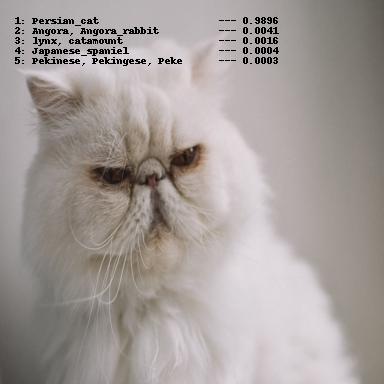 1: Persian_cat --- 0.9896
2: Angora, Angora_rabbit --- 0.0041
3: lynx, catamount --- 0.0016
4: Japanese_spaniel --- 0.0004
5: Pekinese, Pekingese, Peke --- 0.0003